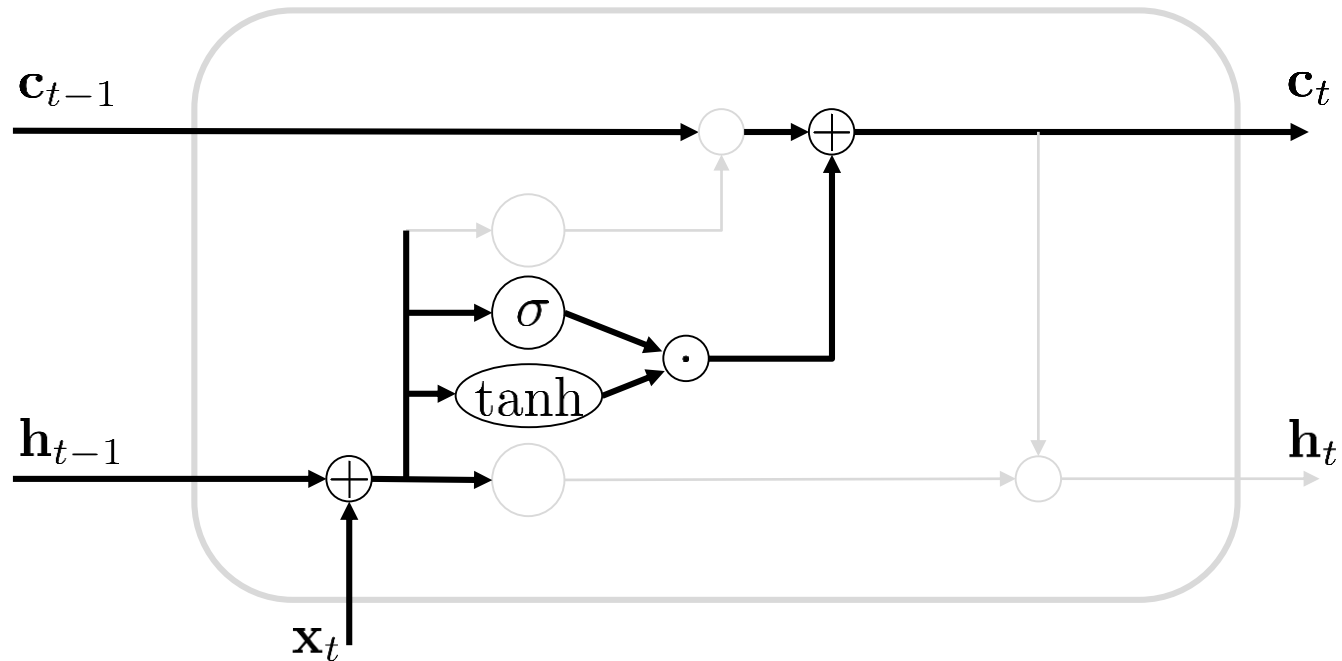 c_{t-1}
c_t
σ
tanh
h_{t-1}
h_t
x_t